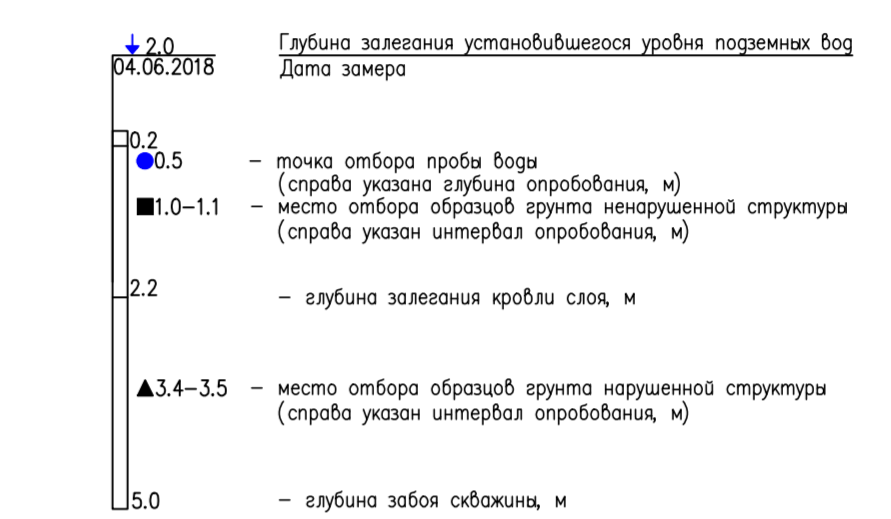 2.0 Глубина залегания установившегося уровня подземных вод
04.06.2018 Дата замера
0.2
0.5 – точка отбора пробы воды
(справа указана глубина опробования, м)
1.0–1.1 – место отбора образцов грунта ненарушенной структуры
(справа указан интервал опробования, м)
2.2 – глубина залегания кровли слоя, м
3.4–3.5 – место отбора образцов грунта нарушенной структуры
(справа указан интервал опробования, м)
5.0 – глубина забоя скважины, м